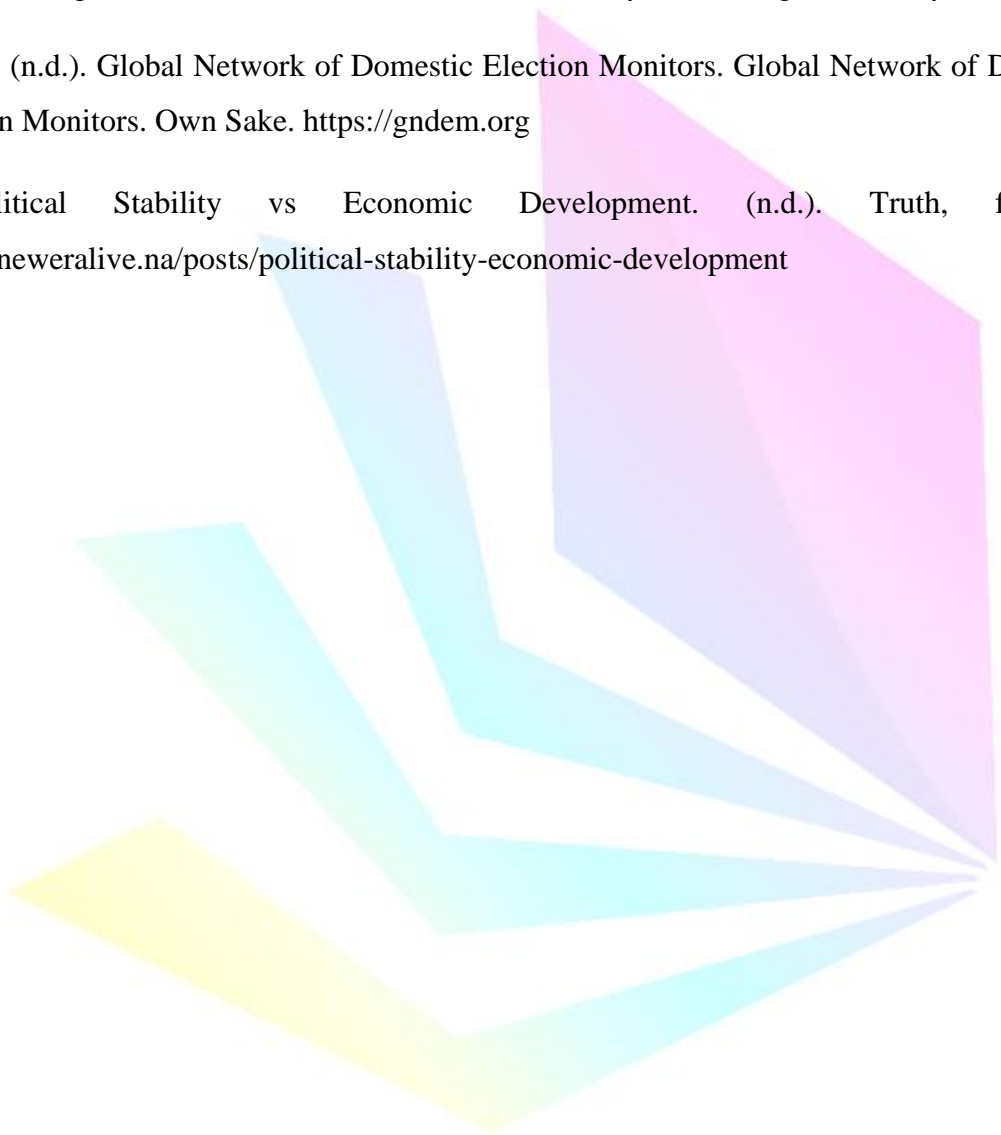 (n.d.). Global Network of Domestic Election Monitors. Global Network of D
n Monitors. Own Sake. https://gndem.org
litical Stability vs Economic Development. (n.d.). Truth, f
neweralive.na/posts/political-stability-economic-development